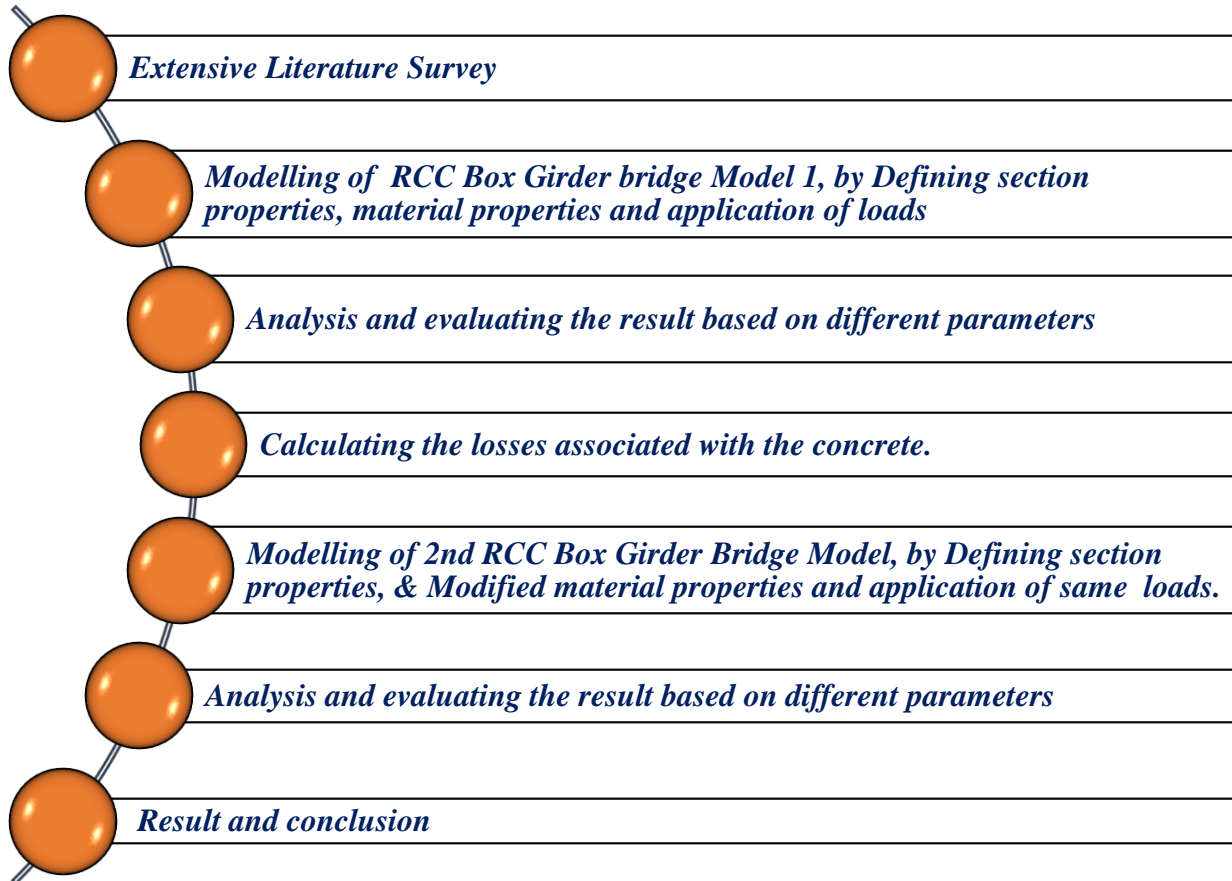 Extensive Literature Survey
Modelling of RCC Box Girder bridge Model 1, by Defining section
properties, material properties and application of loads
Analysis and evaluating the result based on different parameters
Calculating the losses associated with the concrete.
Modelling of 2nd RCC Box Girder Bridge Model, by Defining section
properties, & Modified material properties and application of same loads.
Analysis and evaluating the result based on different parameters
Result and conclusion